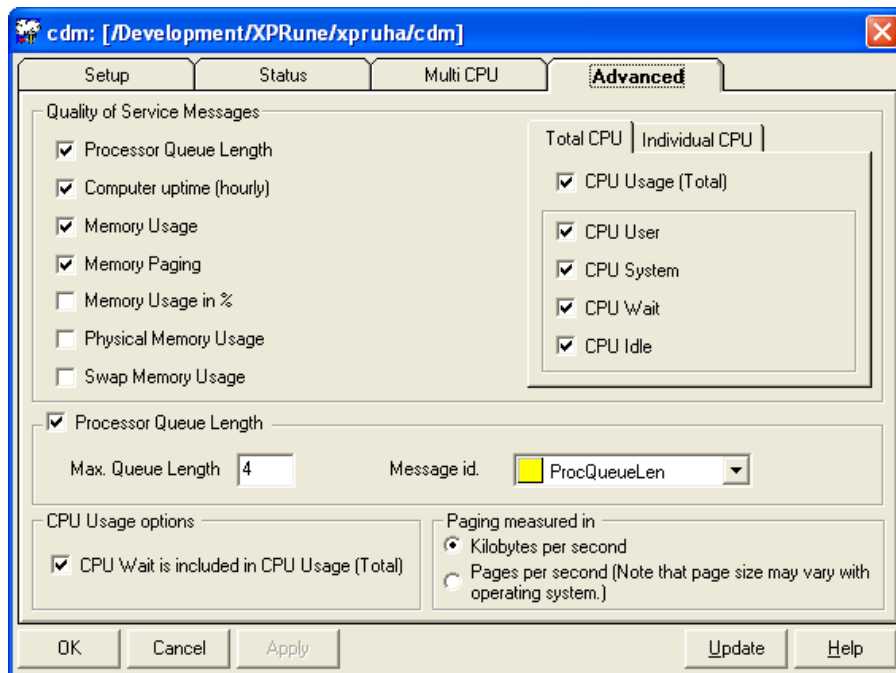 cdm: [/Development/XPRune/xpruha/cdm]
Setup
Status
Multi CPU
Advanced
Quality of Service Messages
Processor Queue Length
Computer uptime (hourly)
Memory Usage
Memory Paging
Memory Usage in %
Physical Memory Usage
Swap Memory Usage
Total CPU
Individual CPU
CPU Usage (Total)
CPU User
CPU System
CPU Wait
CPU Idle
Processor Queue Length
Max. Queue Length 4
Message id. ProcQueueLen
CPU Usage options
CPU Wait is included in CPU Usage (Total)
Paging measured in
Kilobytes per second
Pages per second (Note that page size may vary with
operating system.)
OK
Cancel
Apply
Update
Help